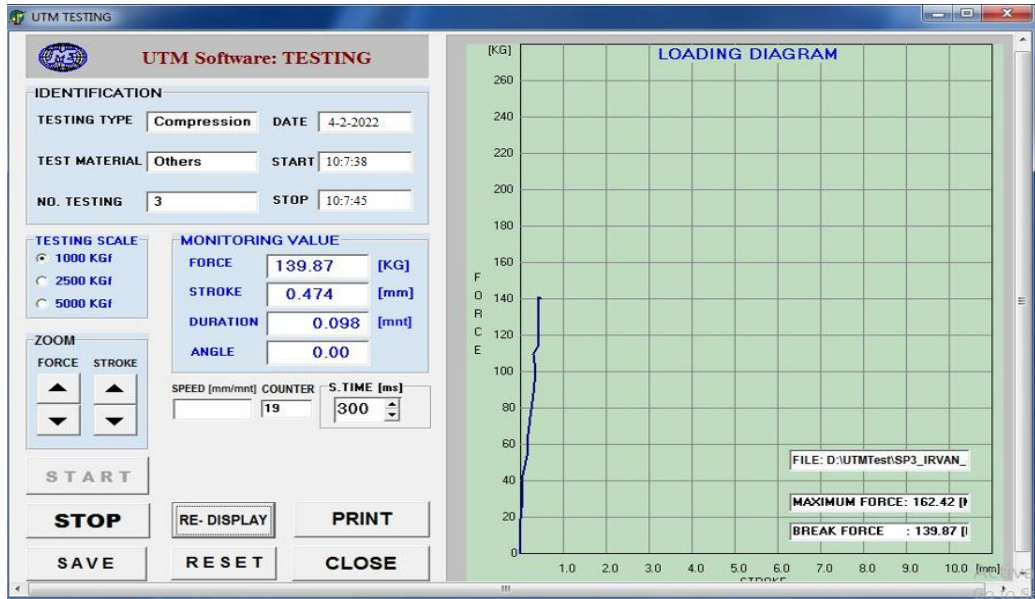 UTM TESTING
UTM Software: TESTING
IDENTIFICATION
TESTING TYPE Compression DATE 4-2-2022
TEST MATERIAL Others START 10:7:38
NO. TESTING 3 STOP 10:7:45
TESTING SCALE
1000 KGf
2500 KGf
5000 KGf
MONITORING VALUE
FORCE 139.87 [KG]
STROKE 0.474 [mm]
DURATION 0.098 [mnt]
ANGLE 0.00
ZOOM
FORCE STROKE
SPEED [mm/mnt] COUNTER S.TIME [ms]
19 300
START
STOP RE- DISPLAY PRINT
SAVE RESET CLOSE
[KG] LOADING DIAGRAM
260
240
220
200
180
160
140
120
100
80
60
40
20
0
FORCE
FILE: D:\UTMTest\SP3_IRVAN_
MAXIMUM FORCE: 162.42
BREAK FORCE : 139.87
1.0 2.0 3.0 4.0 5.0 6.0 7.0 8.0 9.0 10.0 [mm]
STROKE